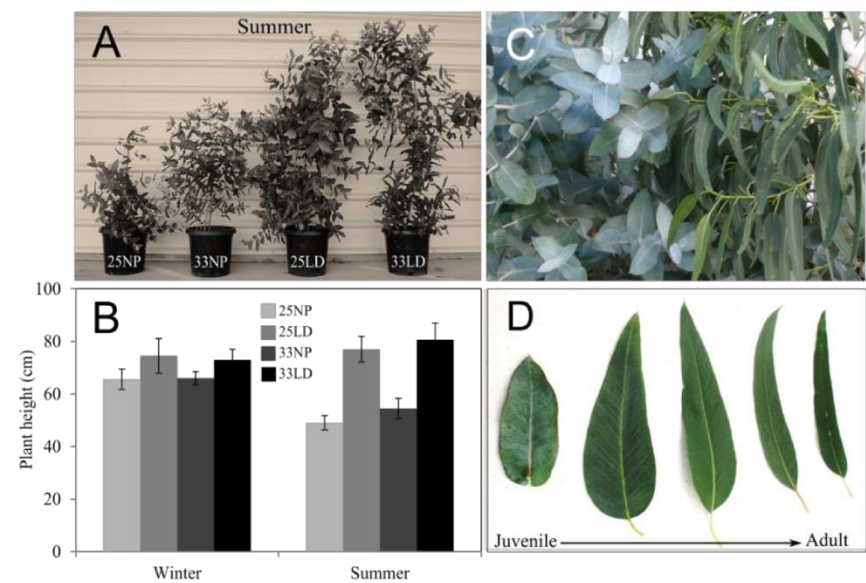 A
Summer
25NP
33NP
25LD
33LD
C
B
100
80
60
40
20
0
Plant height (cm)
25NP
25LD
33NP
33LD
Winter
Summer
D
Juvenile
Adult